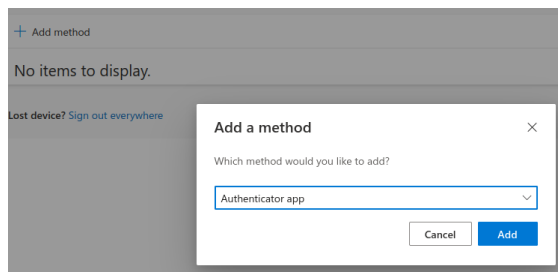 Add method
No items to display.
Lost device? Sign out everywhere
Add a method
Which method would you like to add?
Authenticator app
Cancel Add